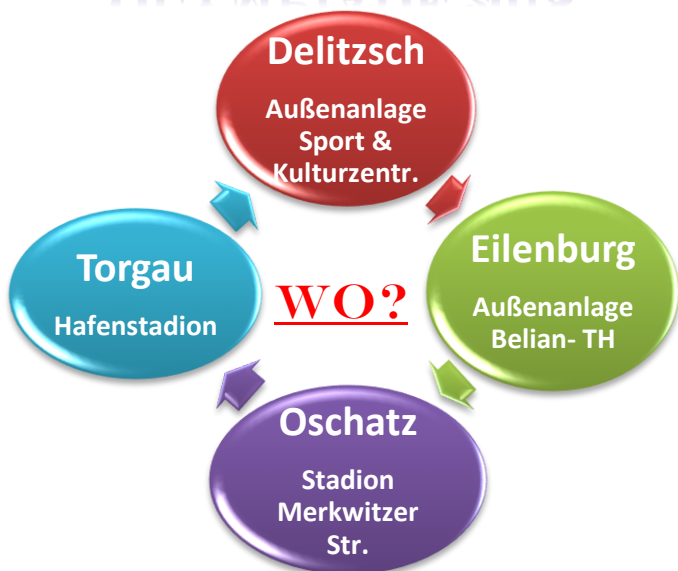 Delitzsch
Außenanlage
Sport &
Kulturzentr.
Eilenburg
Außenanlage
Belian- TH
WO?
Torgau
Hafenstadion
Oschatz
Stadion
Merkwitzer
Str.